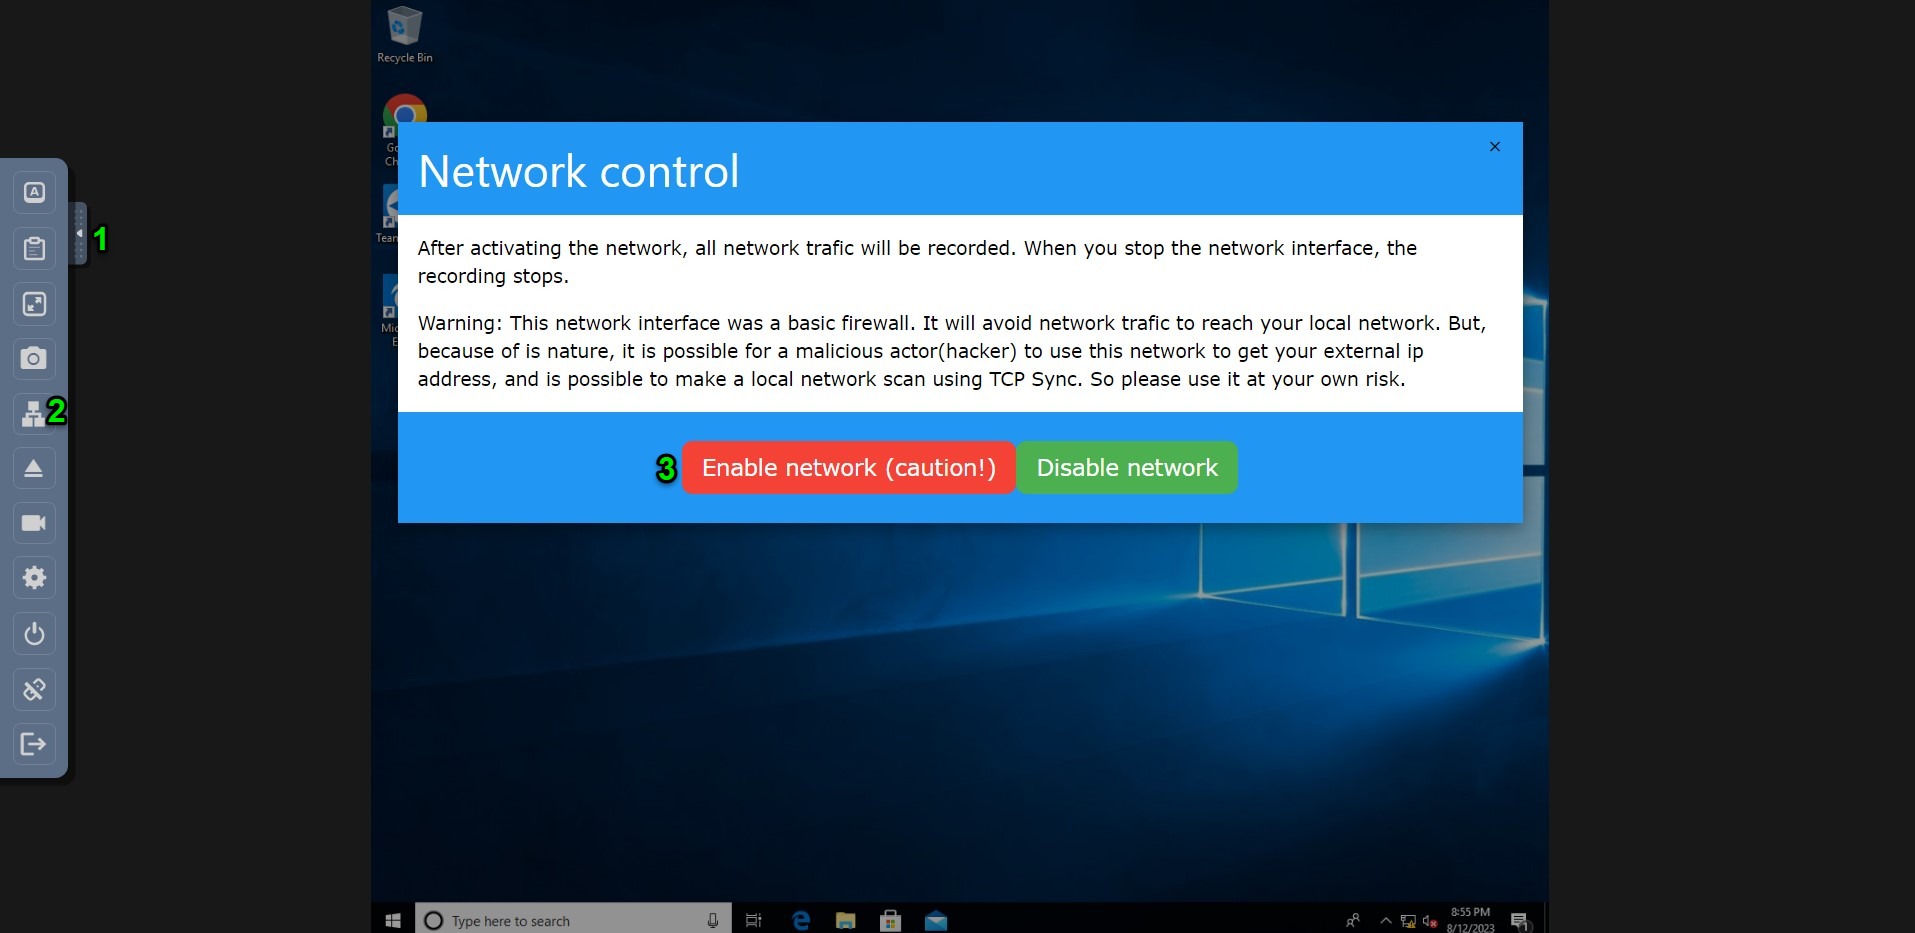 Recycle Bin
Go
Ch
Network control
×
1
Team
After activating the network, all network trafic will be recorded. When you stop the network interface, the
recording stops.
Mic
E
Warning: This network interface was a basic firewall. It will avoid network trafic to reach your local network. But,
because of is nature, it is possible for a malicious actor(hacker) to use this network to get your external ip
address, and is possible to make a local network scan using TCP Sync. So please use it at your own risk.
2
3 Enable network (caution!) Disable network
Type here to search
8:55 PM
8/12/2023
1